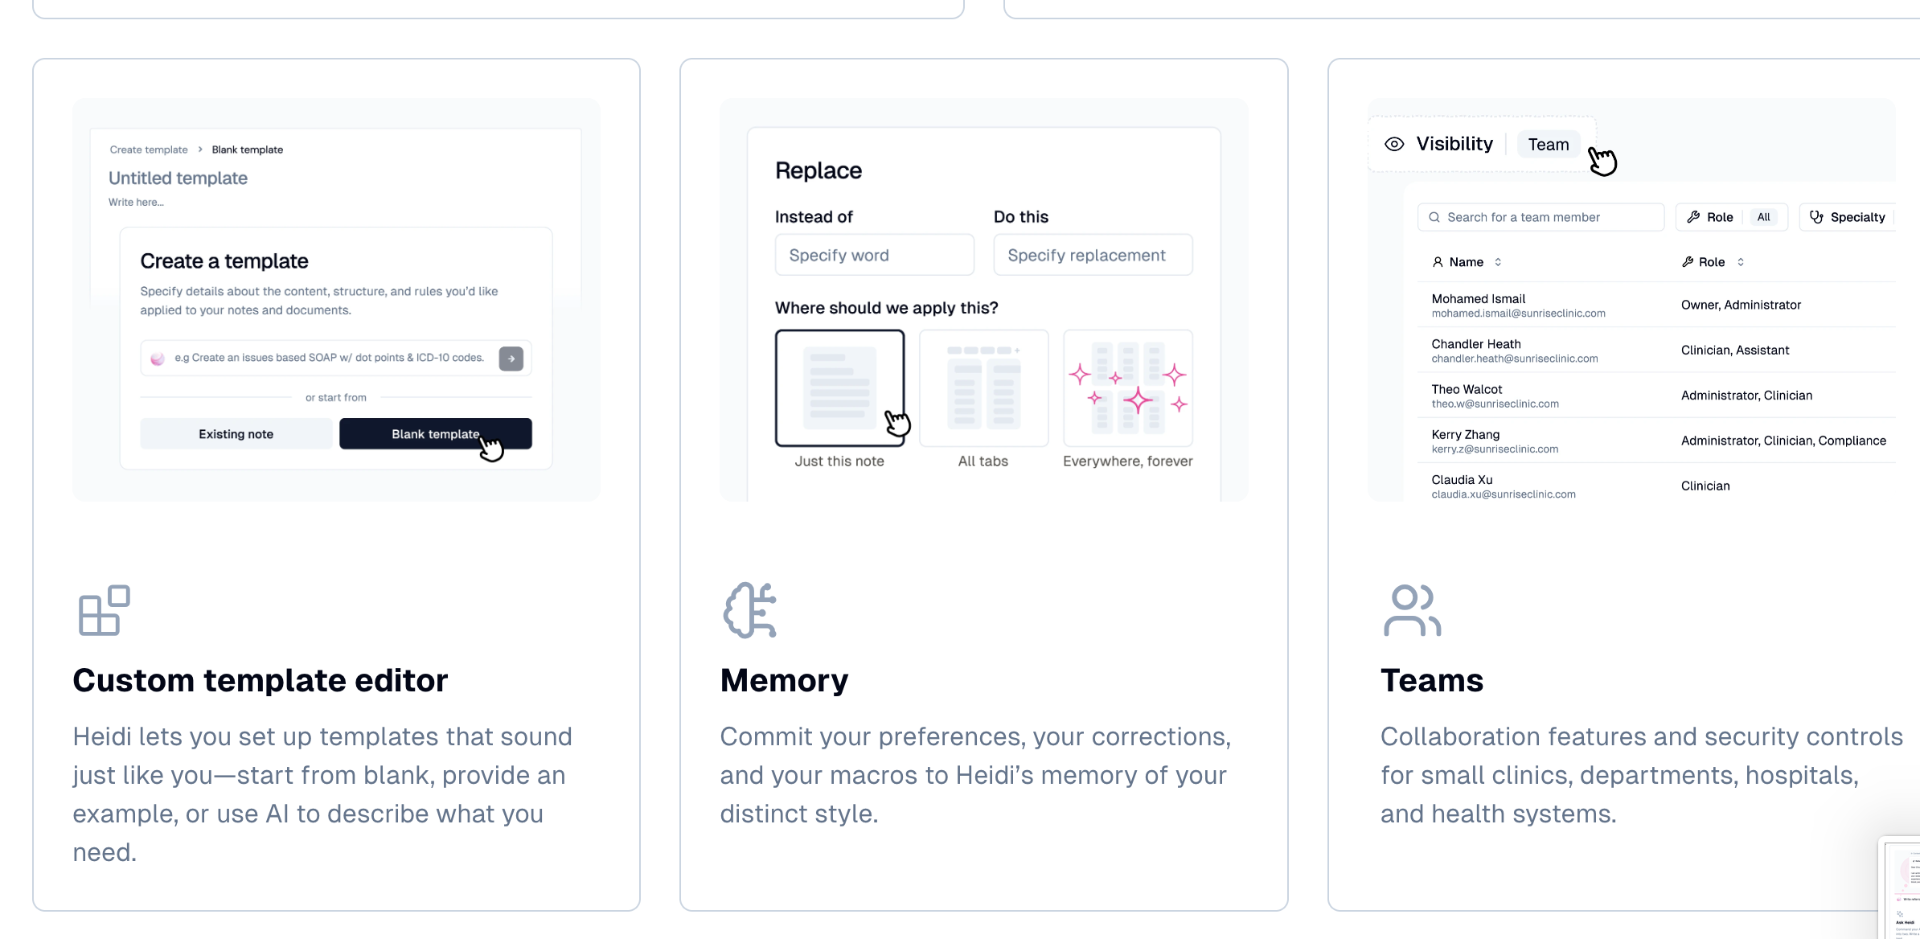 Create template > Blank template
Untitled template
Write here...
Create a template
Specify details about the content, structure, and rules you'd like
applied to your notes and documents.
e.g Create an issues based SOAP w/ dot points & ICD-10 codes.
or start from
Existing note
Blank template
Custom template editor
Heidi lets you set up templates that sound
just like you—start from blank, provide an
example, or use AI to describe what you
need.
Replace
Instead of
Do this
Specify word
Specify replacement
Where should we apply this?
Just this note
All tabs
Everywhere, forever
Memory
Commit your preferences, your corrections,
and your macros to Heidi’s memory of your
distinct style.
Visibility
Team
Search for a team member
Role
All
Specialty
Name
Role
Mohamed Ismail
mohamed.ismail@sunriseclinic.com
Owner, Administrator
Chandler Heath
chandler.heath@sunriseclinic.com
Clinician, Assistant
Theo Walcot
theo.w@sunriseclinic.com
Administrator, Clinician
Kerry Zhang
kerry.z@sunriseclinic.com
Administrator, Clinician, Compliance
Claudia Xu
claudia.xu@sunriseclinic.com
Clinician
Teams
Collaboration features and security controls
for small clinics, departments, hospitals,
and health systems.
Ask Heidi